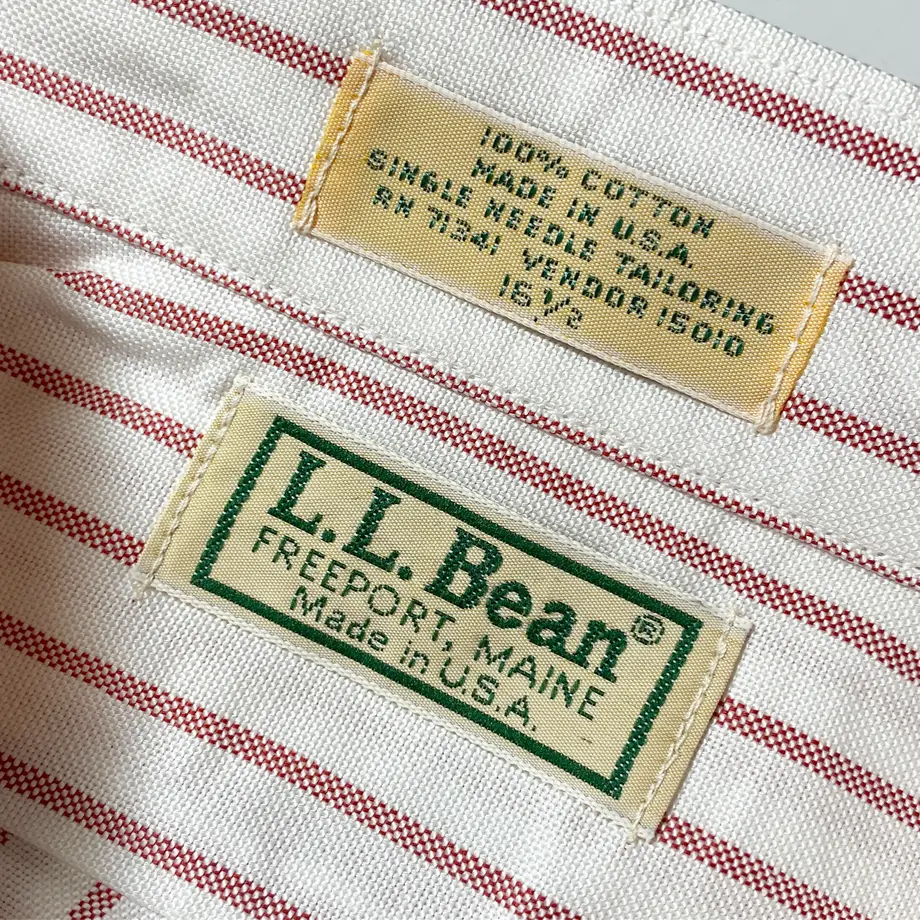 100% COTTON
MADE IN U.S.A.
SINGLE NEEDLE TAILORING
RN 71341 VENDOR 15010
16 1/2
L.L.Bean®
FREEPORT, MAINE
Made in U.S.A.